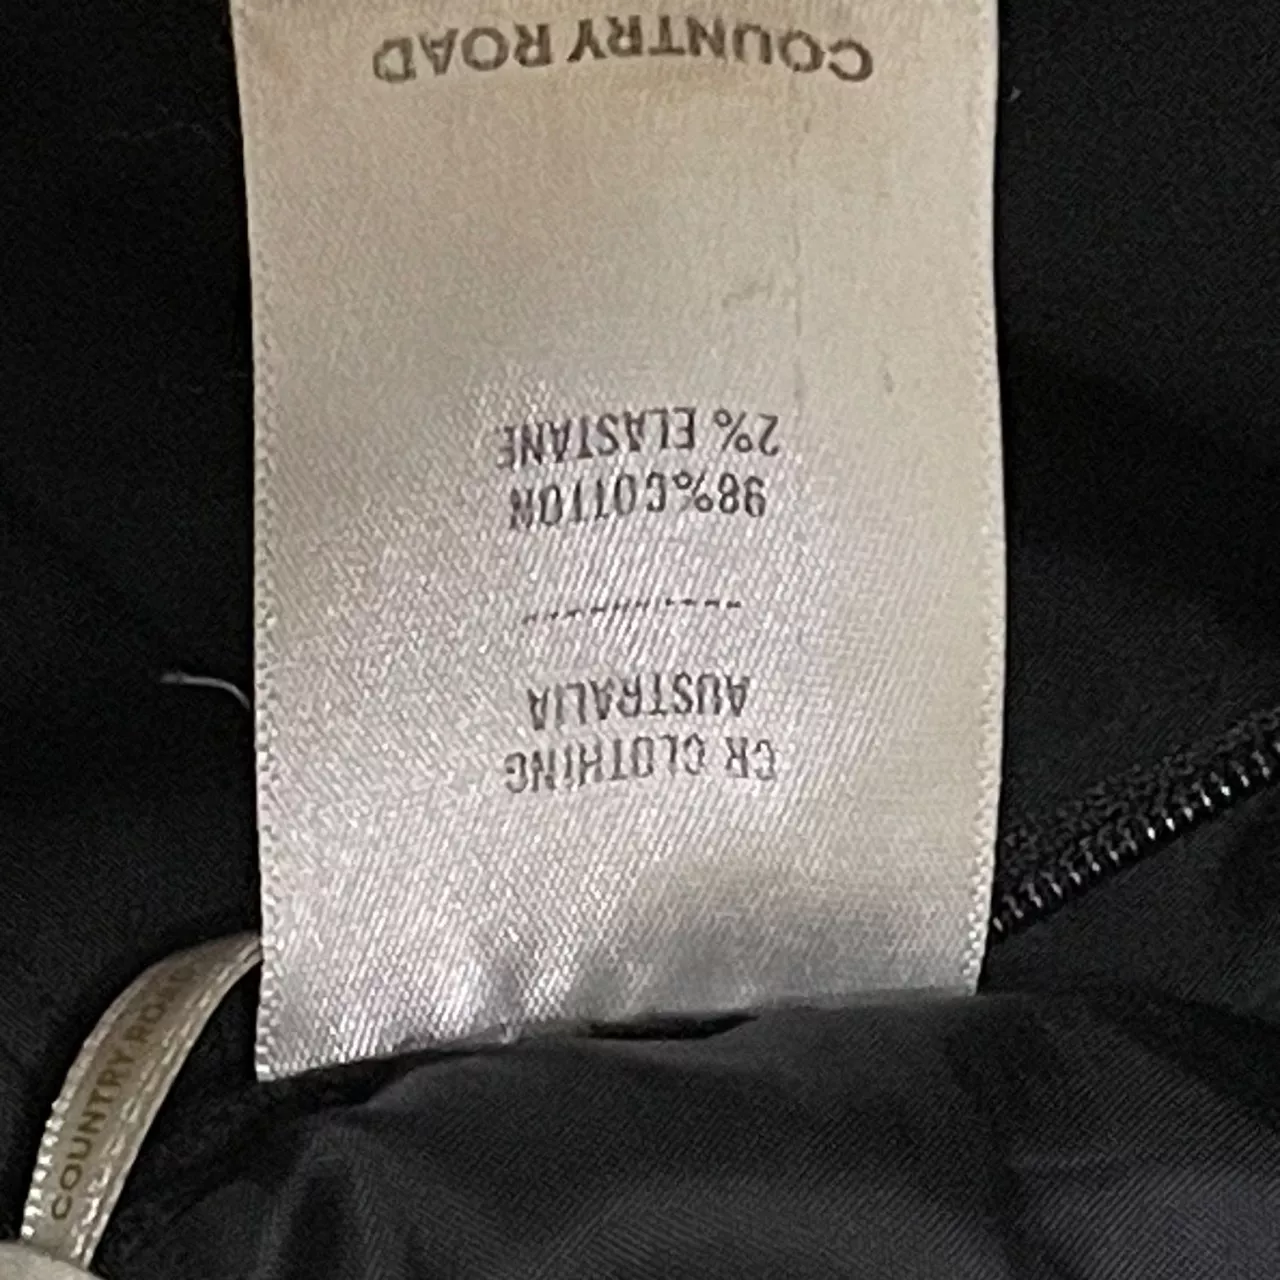 CR CLOTHING
AUSTRALIA
----------
98%COTTON
2% ELASTANE
COUNTRY ROAD
COUNTRY ROAD